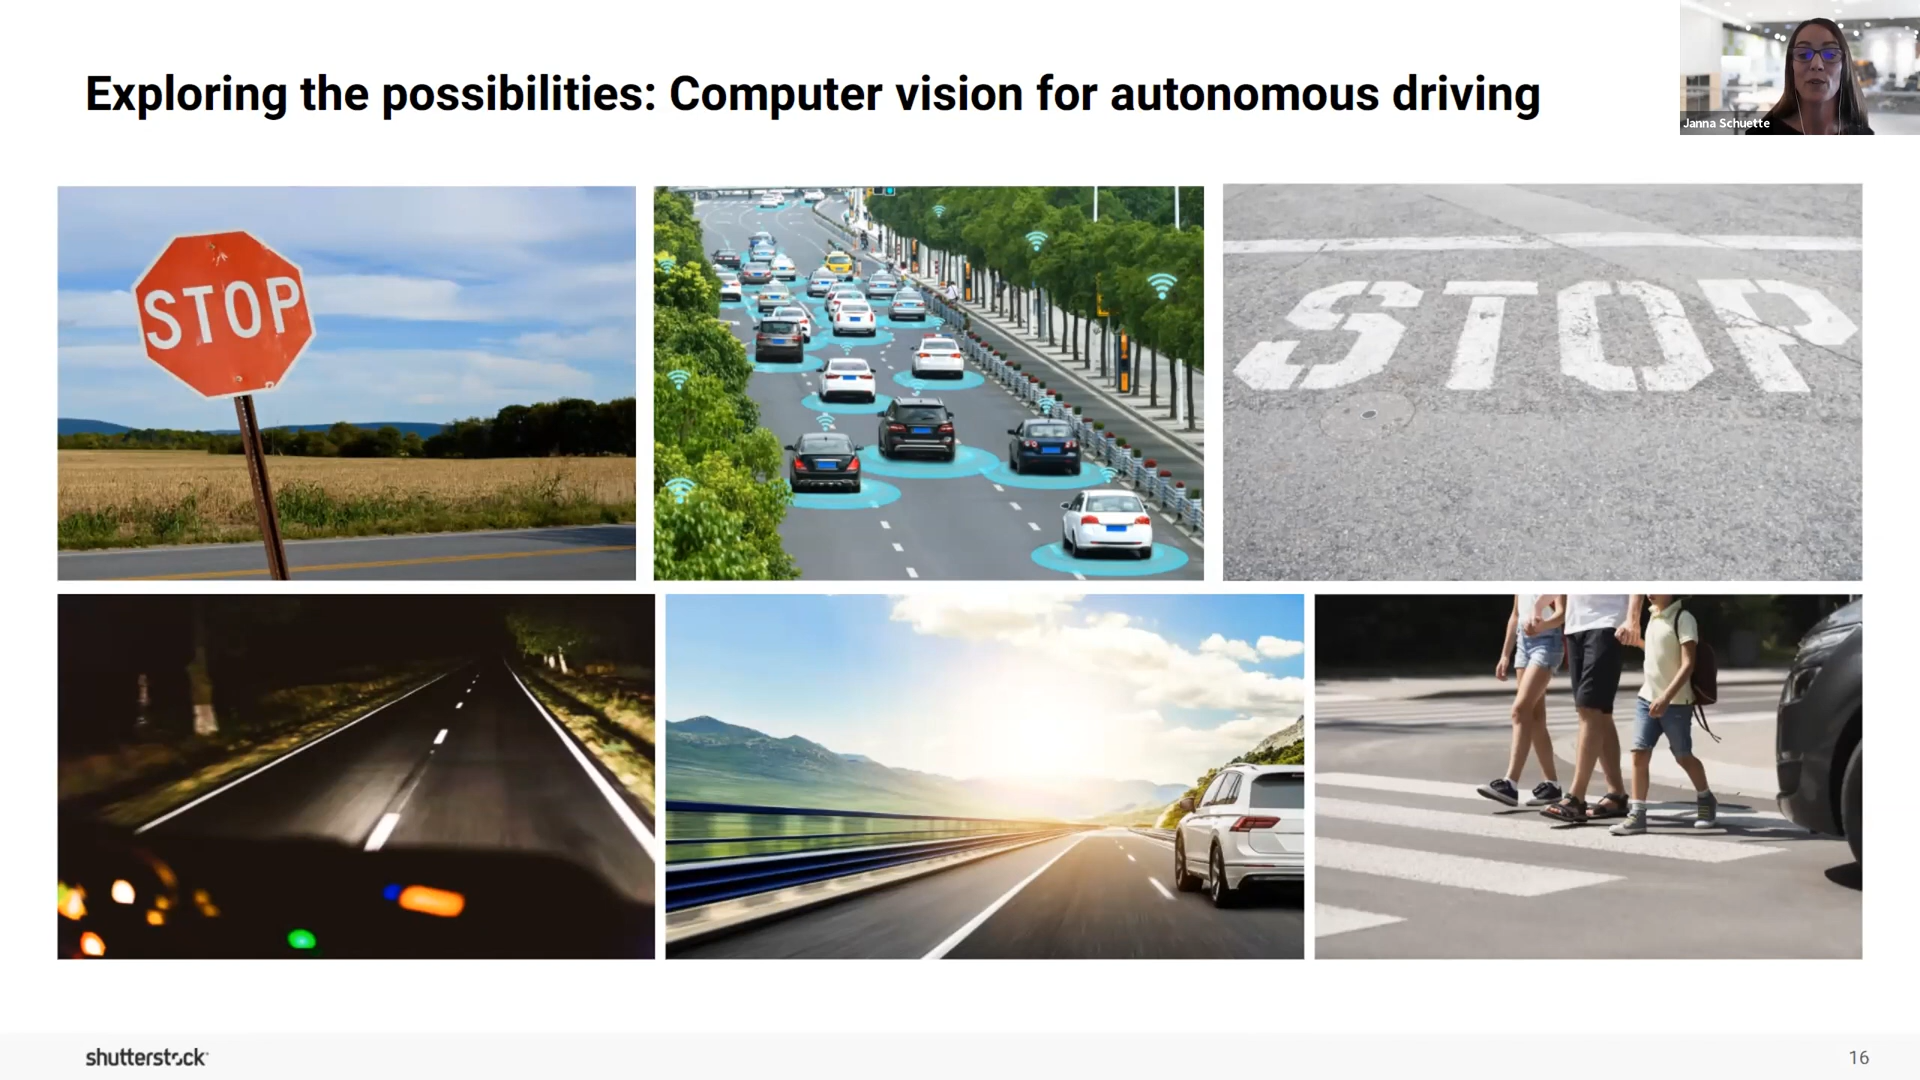 Exploring the possibilities: Computer vision for autonomous driving
Janna Schuette
STOP
STOP
shutterstock
16